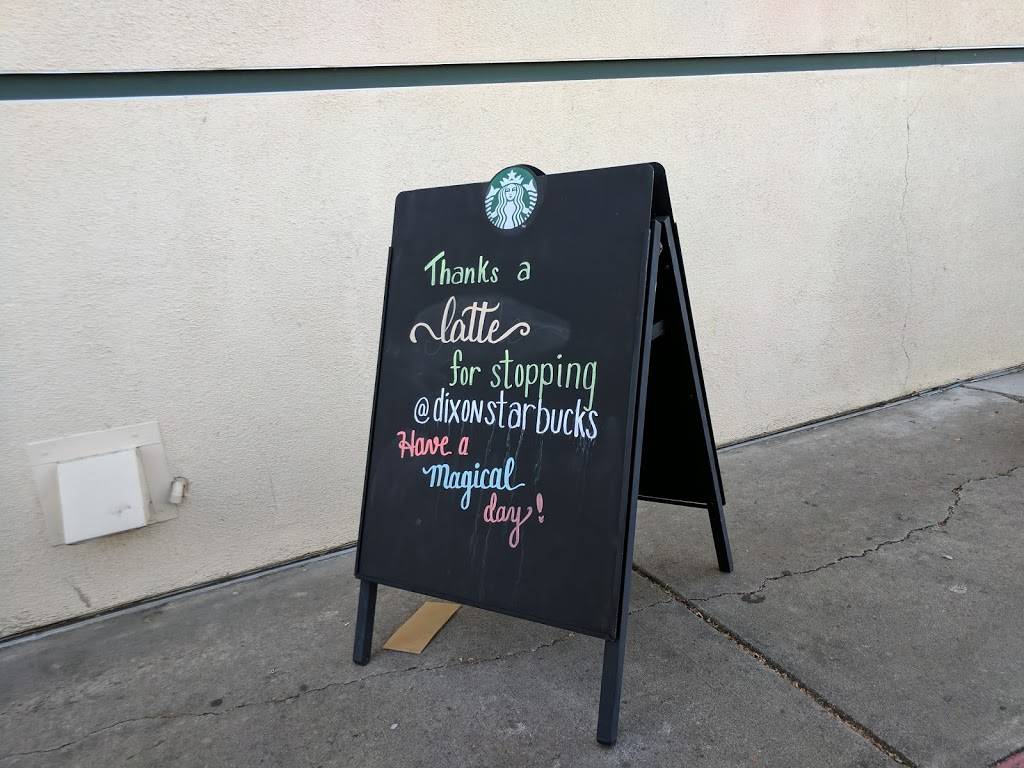 Thanks a
latte
for stopping
@dixonstarbucks
Have a
magical
day!